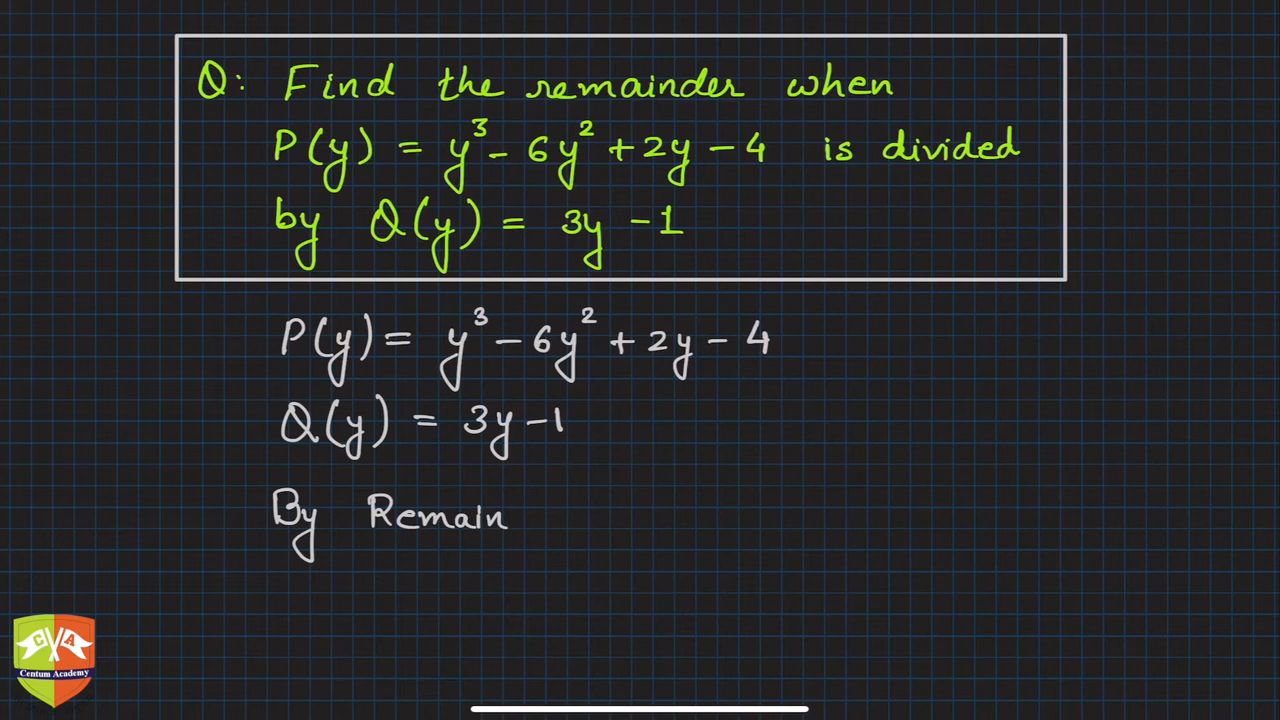 Q: Find the remainder when
P(y) = y³ - 6y² + 2y - 4 is divided
by Q(y) = 3y - 1
P(y) = y³ - 6y² + 2y - 4
Q(y) = 3y - 1
By Remain
C A
Centum Academy